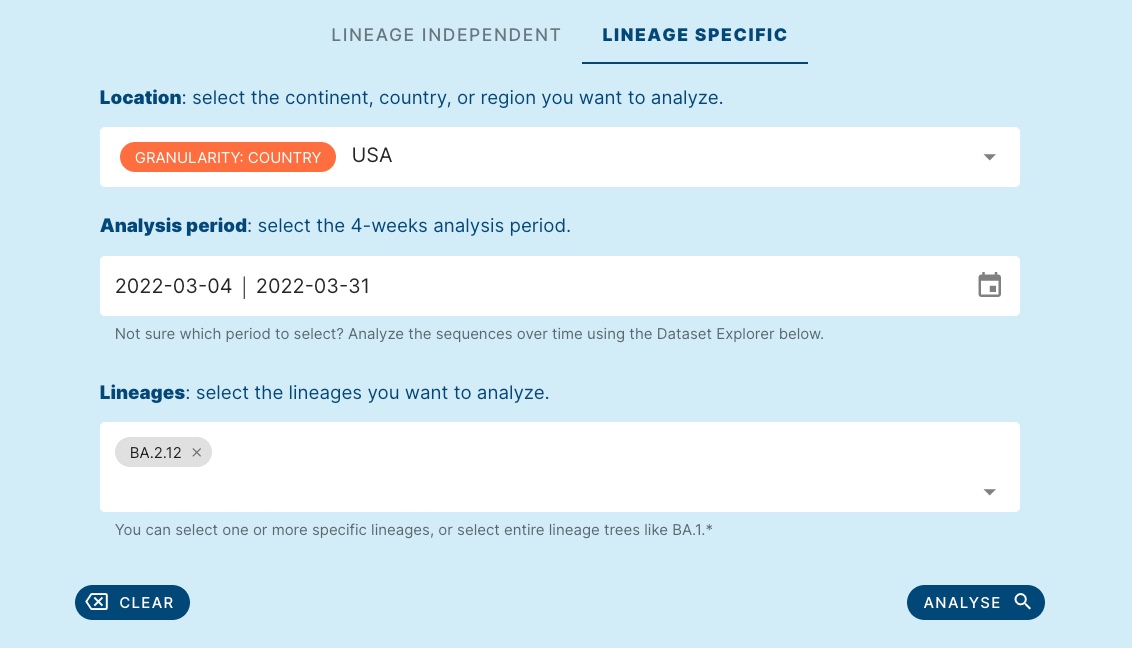 LINEAGE INDEPENDENT LINEAGE SPECIFIC
Location: select the continent, country, or region you want to analyze.
GRANULARITY: COUNTRY USA
Analysis period: select the 4-weeks analysis period.
2022-03-04 | 2022-03-31
Not sure which period to select? Analyze the sequences over time using the Dataset Explorer below.
Lineages: select the lineages you want to analyze.
BA.2.12 ×
You can select one or more specific lineages, or select entire lineage trees like BA.1.*
CLEAR ANALYSE